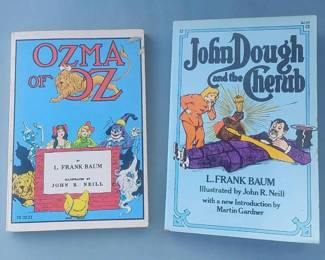 OZMA
OF OZ
BY
L. FRANK BAUM
ILLUSTRATED BY
JOHN R. NEILL
John Dough
and the
Cherub
L. FRANK BAUM
Illustrated by John R. Neill
with a new Introduction by
Martin Gardner